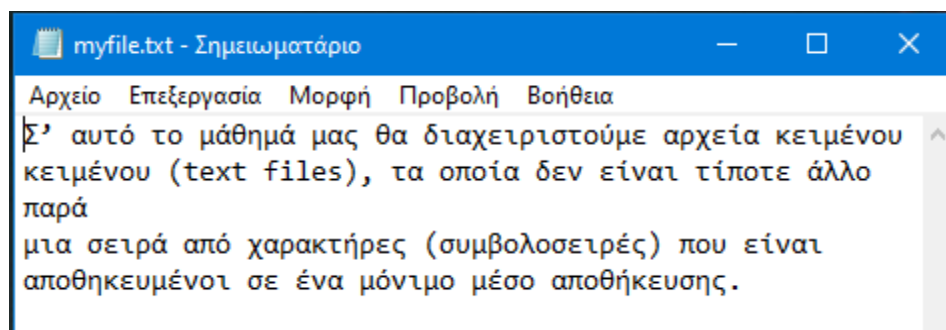 myfile.txt - Σημειωματάριο
Αρχείο Επεξεργασία Μορφή Προβολή Βοήθεια
Σ’ αυτό το μάθημά μας θα διαχειριστούμε αρχεία κειμένου
κειμένου (text files), τα οποία δεν είναι τίποτε άλλο
παρά
μια σειρά από χαρακτήρες (συμβολοσειρές) που είναι
αποθηκευμένοι σε ένα μόνιμο μέσο αποθήκευσης.